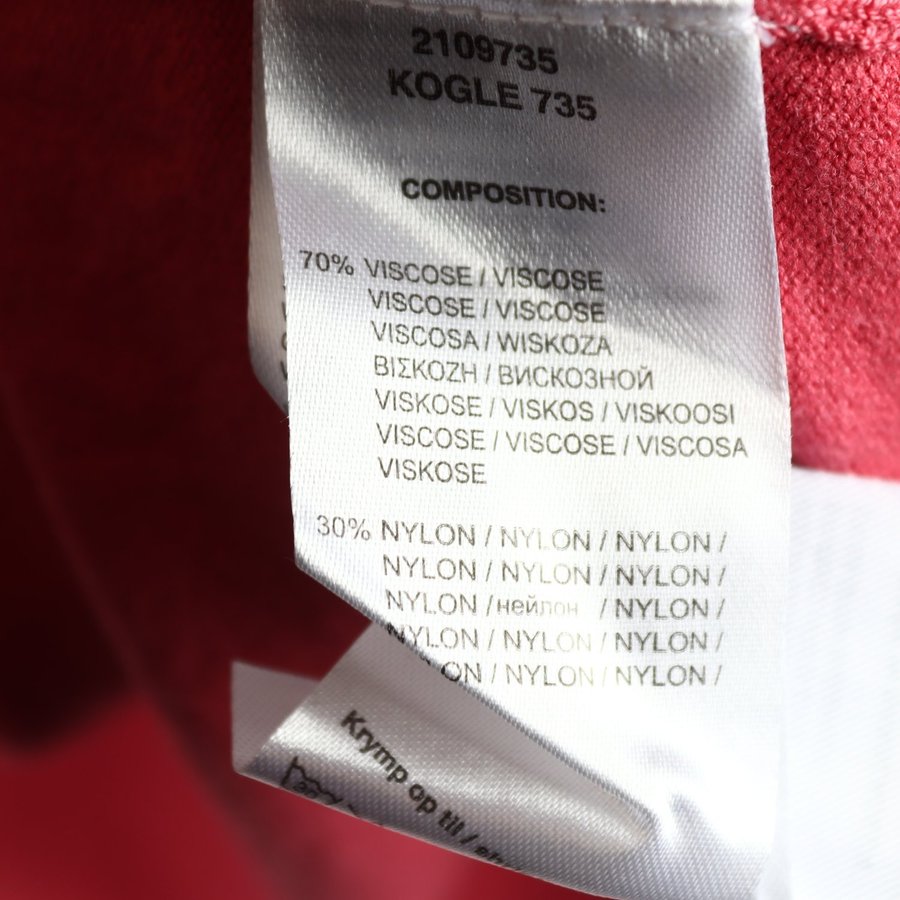 2109735
KOGLE 735
COMPOSITION:
70% VISCOSE / VISCOSE
VISCOSE / VISCOSE
VISCOSA / WISKOZA
ΒΙΣΚΟΖΗ / ВИСКОЗНОЙ
VISKOSE / VISKOS / VISKOOSI
VISCOSE / VISCOSE / VISCOSA
VISKOSE
30% NYLON / NYLON / NYLON /
NYLON / NYLON / NYLON /
NYLON /нейлон / NYLON /
NYLON / NYLON / NYLON /
/ NYLON / NYLON /
Krymp op til /